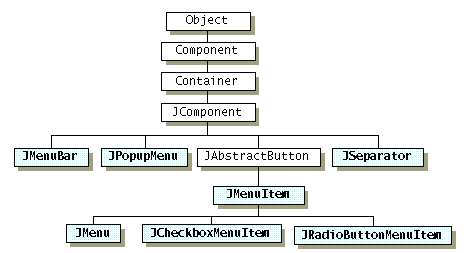 Object
Component
Container
JComponent
JMenuBar
JPopupMenu
JAbstractButton
JSeparator
JMenuItem
JMenu
JCheckboxMenuItem
JRadioButtonMenuItem